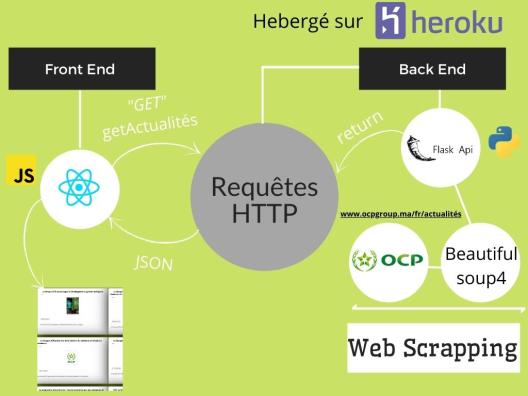 Hebergé sur heroku
Front End
Back End
"GET"
getActualités
return
Flask Api
JS
Requêtes
HTTP
www.ocpgroup.ma/fr/actualités
JSON
OCP
Beautiful
soup4
Web Scrapping